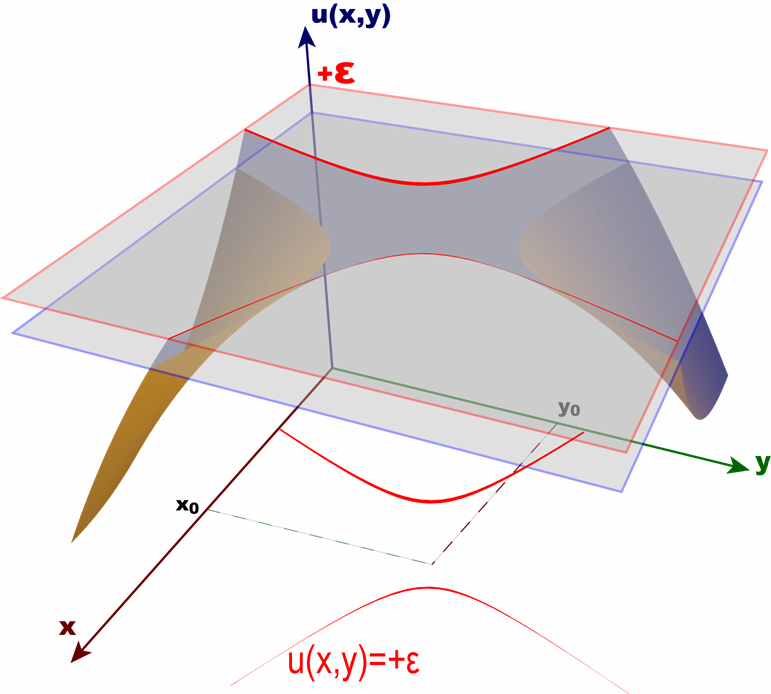 u(x,y)
+ε
y₀
y
x₀
x
u(x,y)=+ε